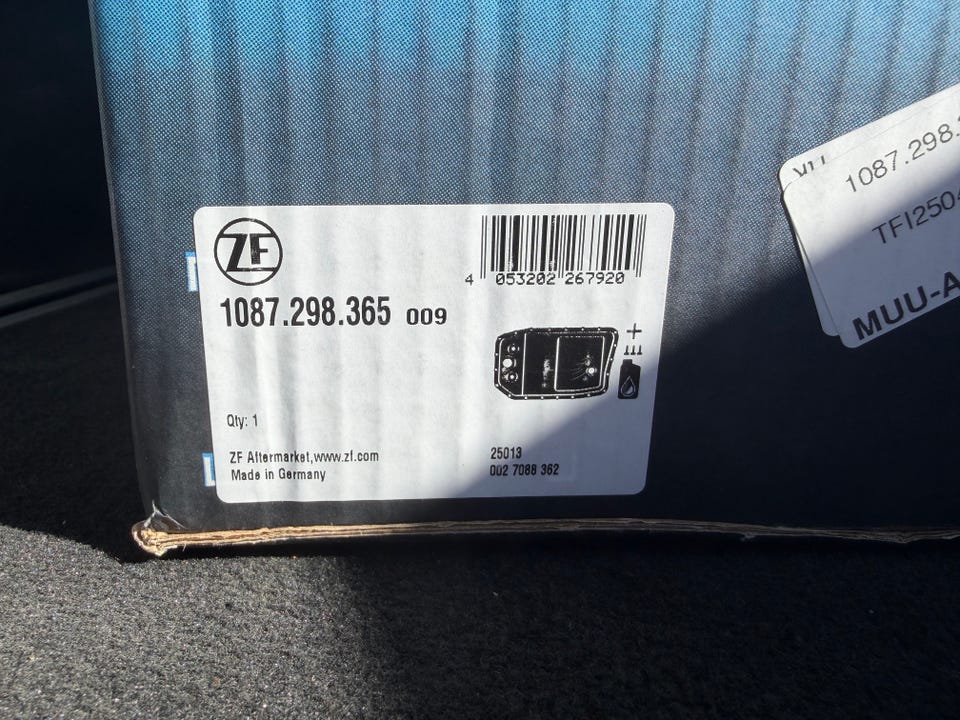 ZF
4 053202 267920
1087.298.365 009
Qty: 1
ZF Aftermarket,www.zf.com
Made in Germany
25013
002 7088 362
1087.298.
TFI250
MUU-A